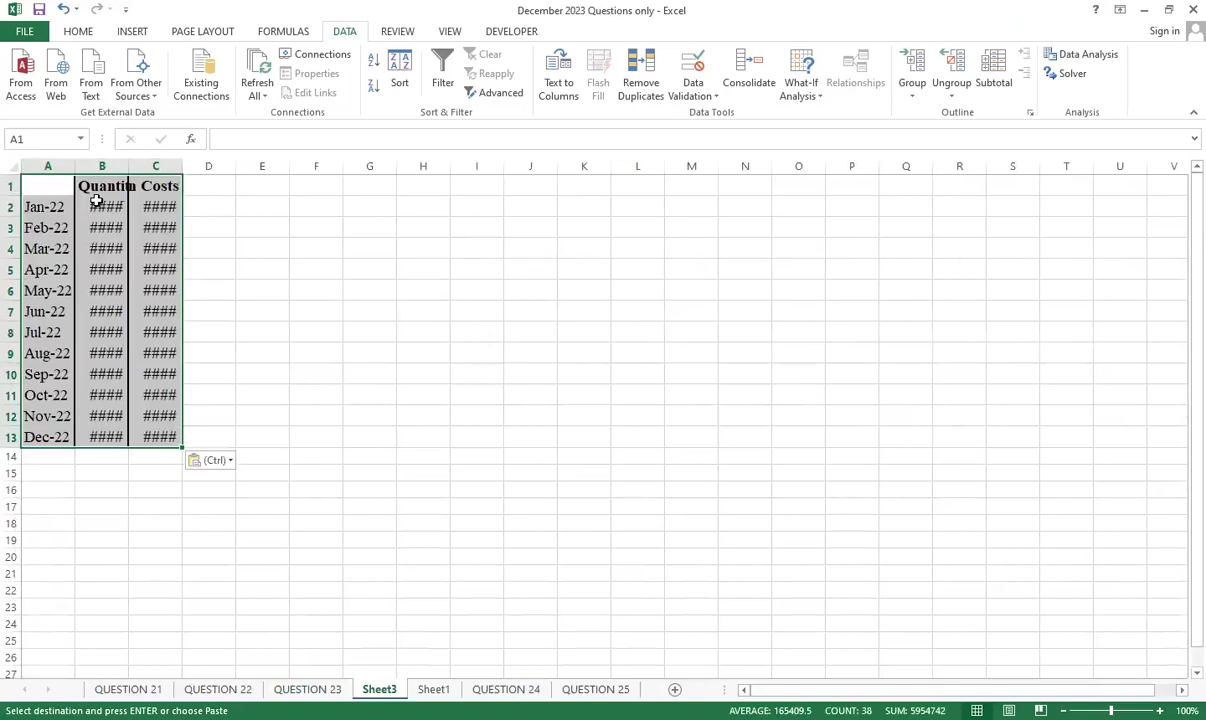 December 2023 Questions only - Excel
FILE HOME INSERT PAGE LAYOUT FORMULAS DATA REVIEW VIEW DEVELOPER Sign in
From Access
From Web
From Text
From Other Sources
Existing Connections
Get External Data
Refresh All
Connections
Properties
Edit Links
Connections
Sort
Filter
Clear
Reapply
Advanced
Sort & Filter
Text to Columns
Flash Fill
Remove Duplicates
Data Validation
Consolidate
What-If Analysis
Relationships
Data Tools
Group
Ungroup
Subtotal
Outline
Data Analysis
Solver
Analysis
A1
A B C D E F G H I J K L M N O P Q R S T U V
1 Quantit n Costs
2 Jan-22 #### ####
3 Feb-22 #### ####
4 Mar-22 #### ####
5 Apr-22 #### ####
6 May-22 #### ####
7 Jun-22 #### ####
8 Jul-22 #### ####
9 Aug-22 #### ####
10 Sep-22 #### ####
11 Oct-22 #### ####
12 Nov-22 #### ####
13 Dec-22 #### ####
14 (Ctrl)
15
16
17
18
19
20
21
22
23
24
25
26
27
QUESTION 21 QUESTION 22 QUESTION 23 Sheet3 Sheet1 QUESTION 24 QUESTION 25
Select destination and press ENTER or choose Paste AVERAGE: 165409.5 COUNT: 38 SUM: 5954742 100%